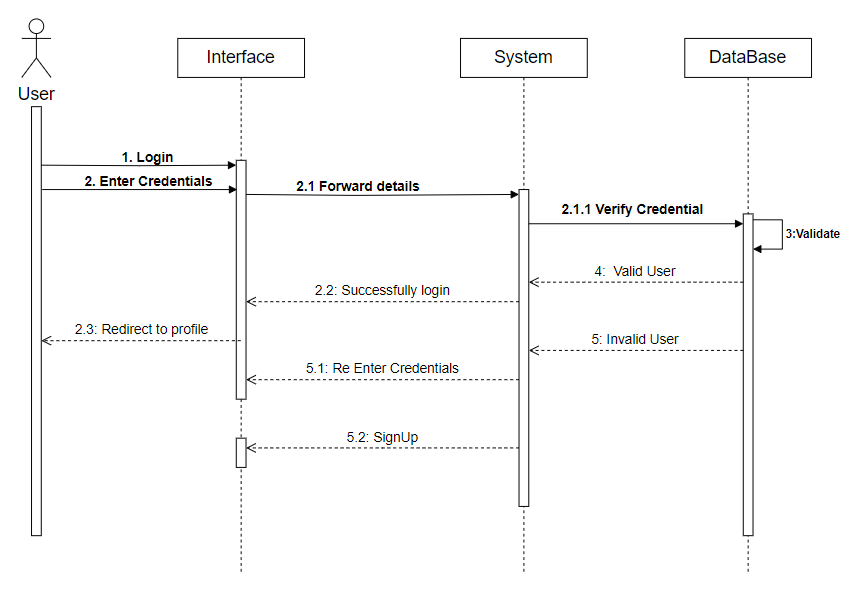 User
Interface
System
DataBase
1. Login
2. Enter Credentials
2.1 Forward details
2.1.1 Verify Credential
3:Validate
4:  Valid User
2.2: Successfully login
2.3: Redirect to profile
5: Invalid User
5.1: Re Enter Credentials
5.2: SignUp